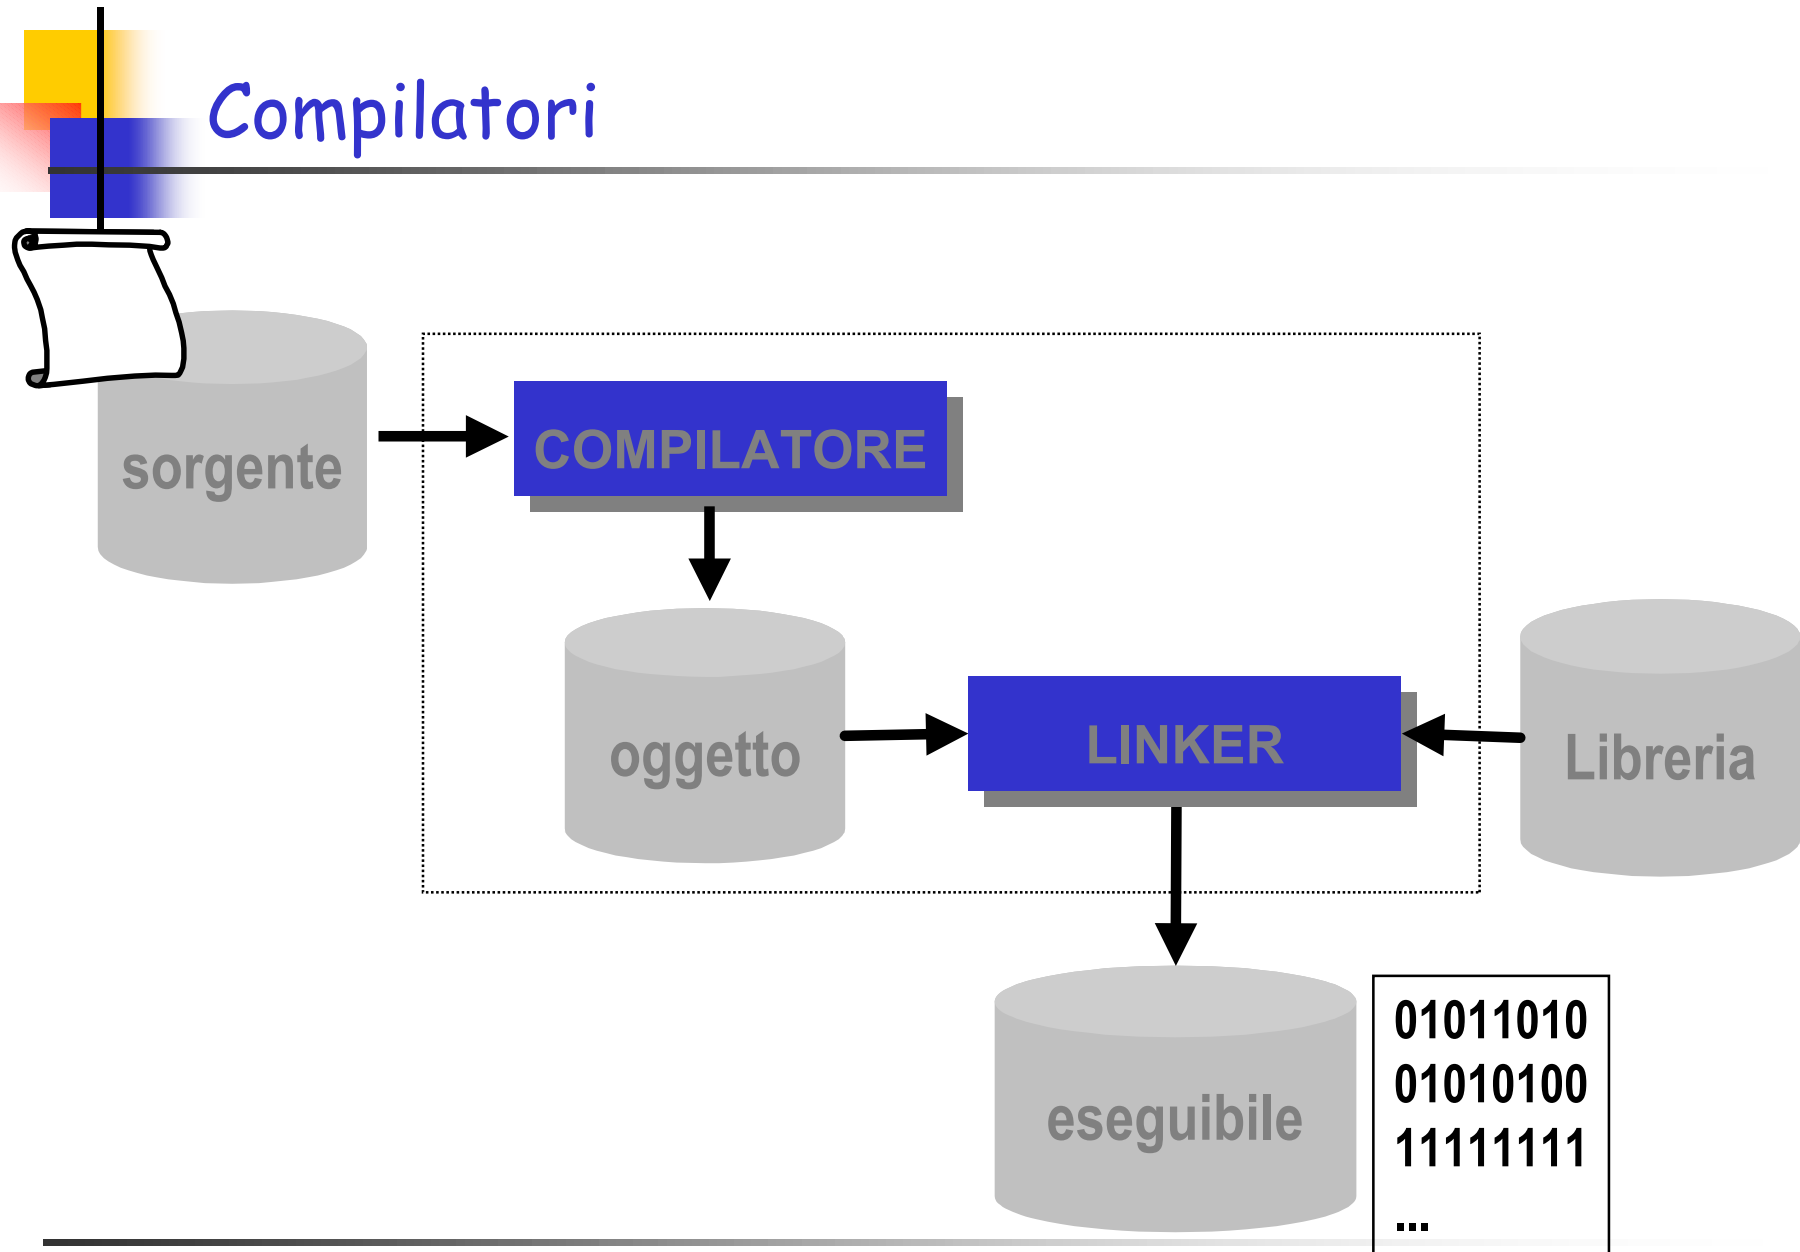 Compilatori
sorgente
COMPILATORE
oggetto
LINKER
Libreria
eseguibile
01011010
01010100
11111111
...